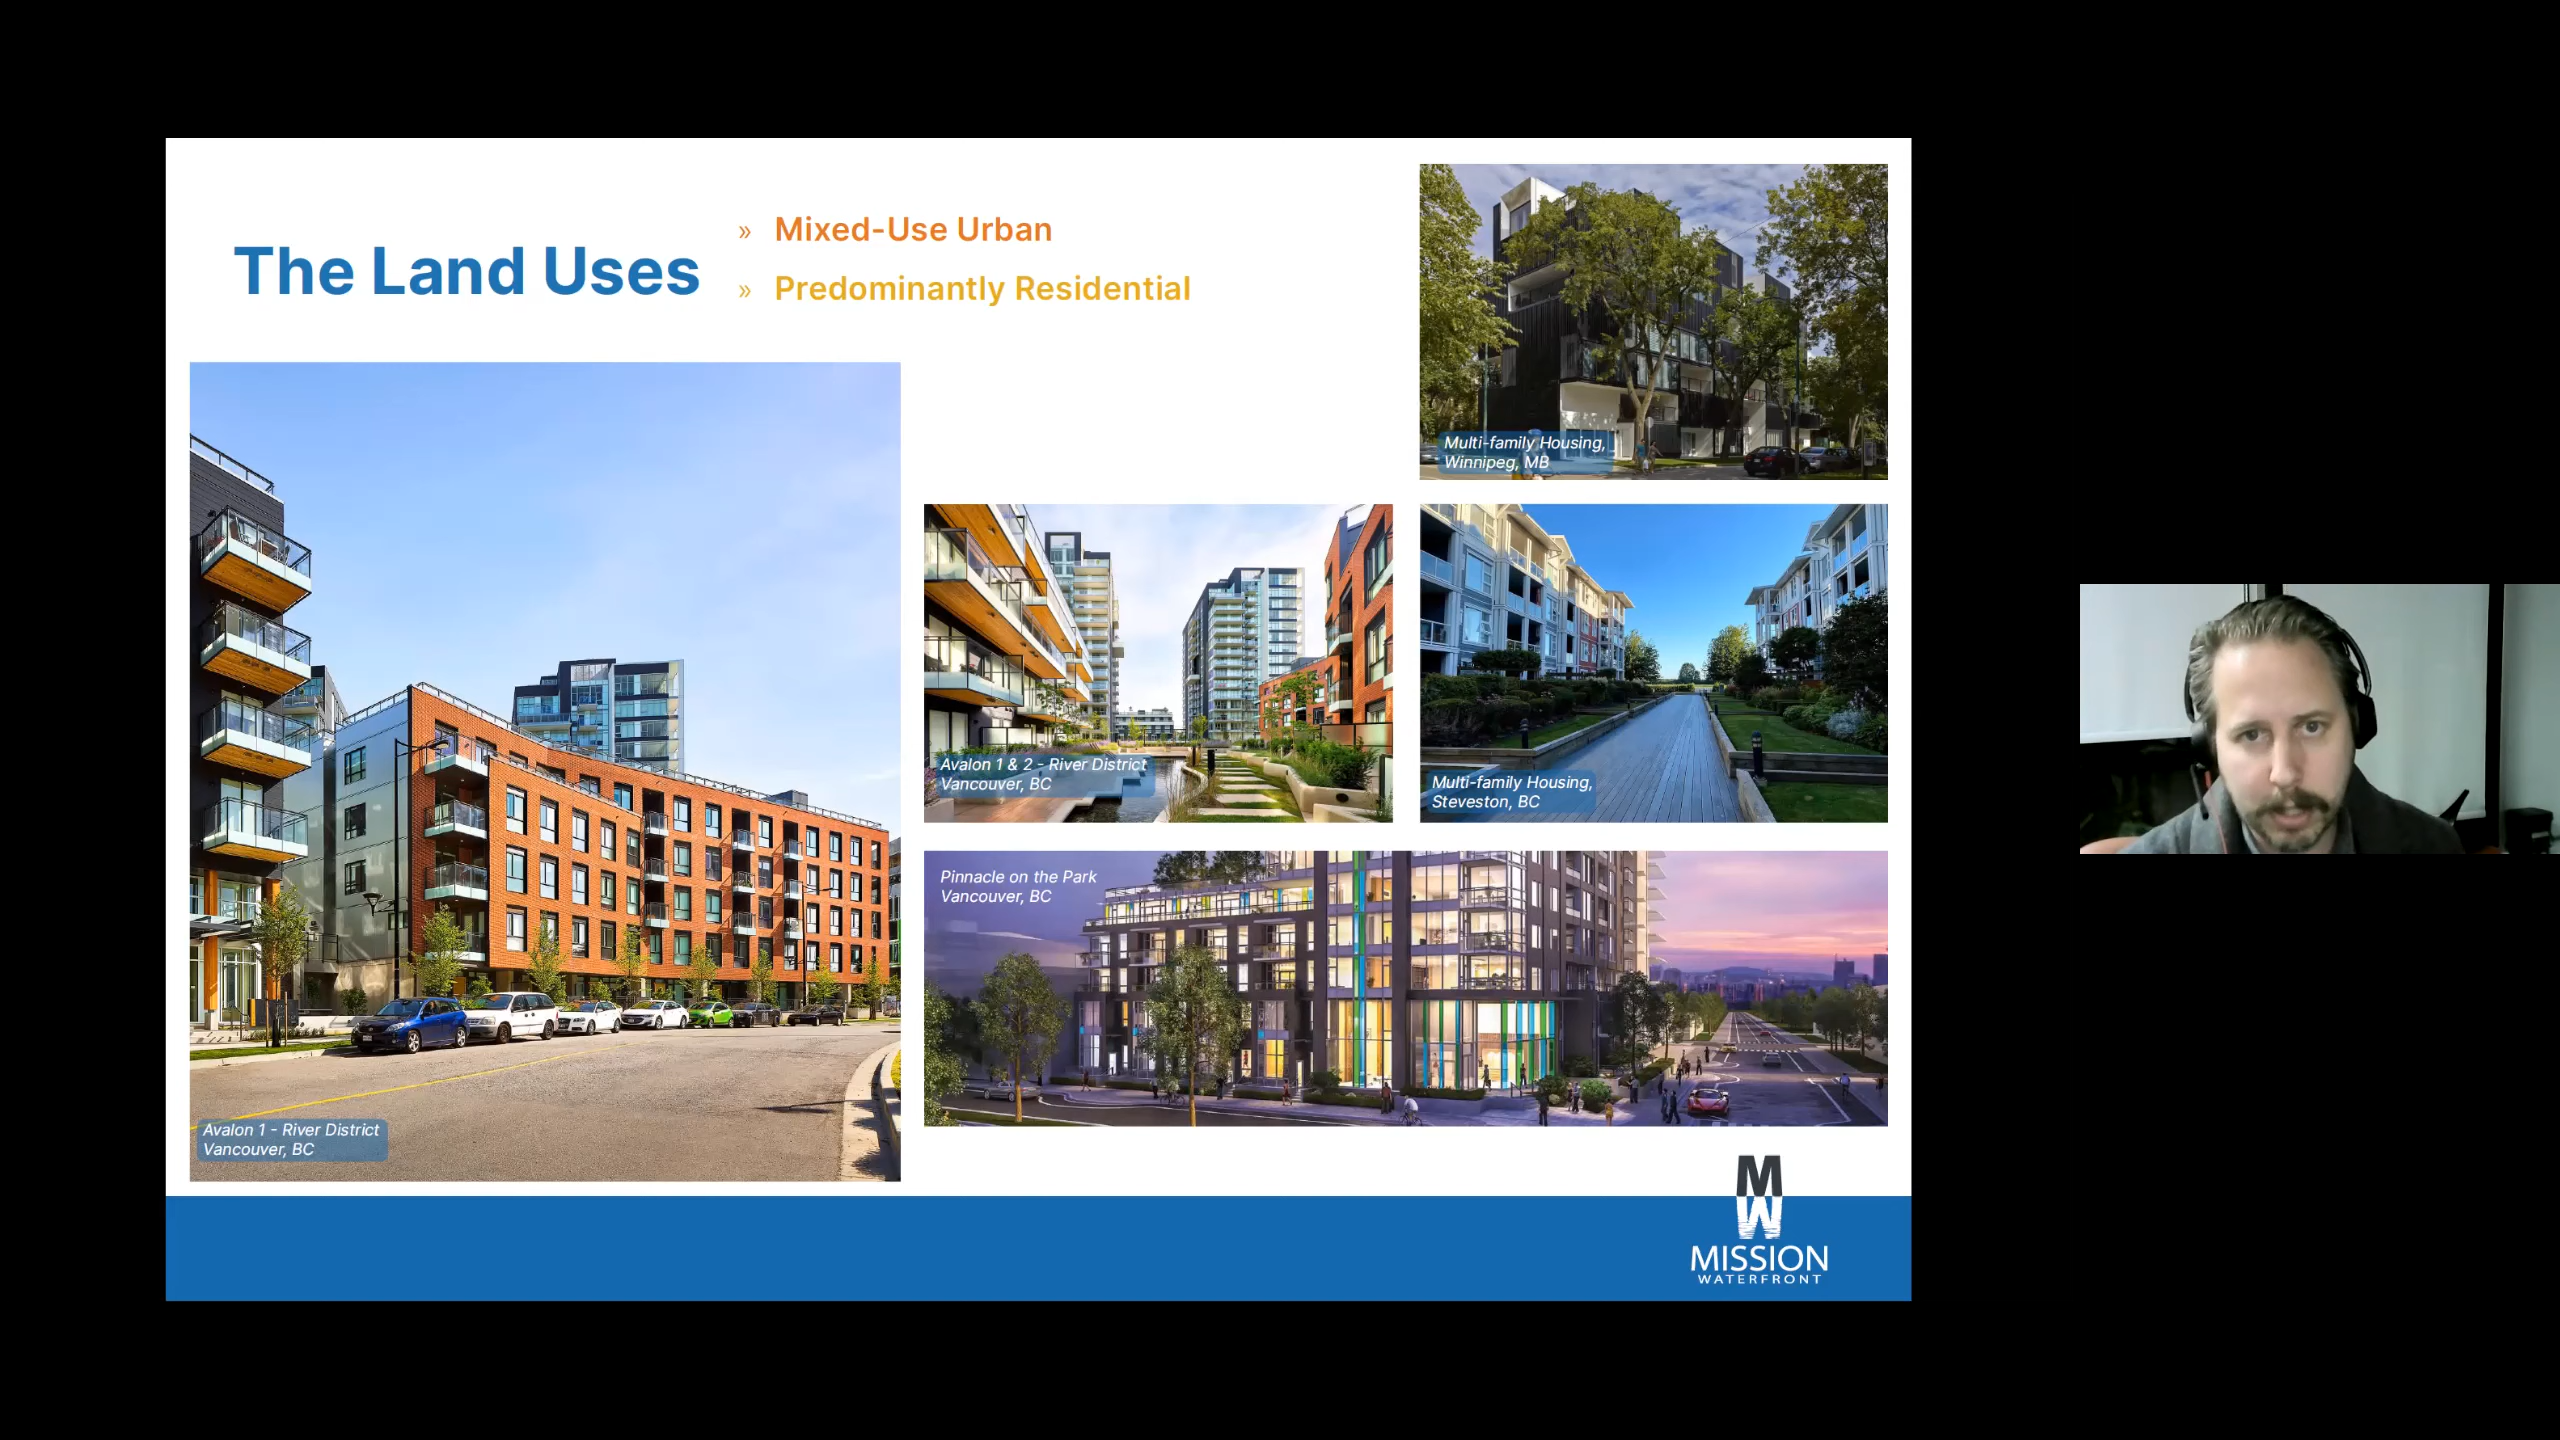 The Land Uses
» Mixed-Use Urban
» Predominantly Residential
Multi-family Housing,
Winnipeg, MB
Avalon 1 & 2 - River District
Vancouver, BC
Multi-family Housing,
Steveston, BC
Pinnacle on the Park
Vancouver, BC
Avalon 1 - River District
Vancouver, BC
MW
MISSION
WATERFRONT